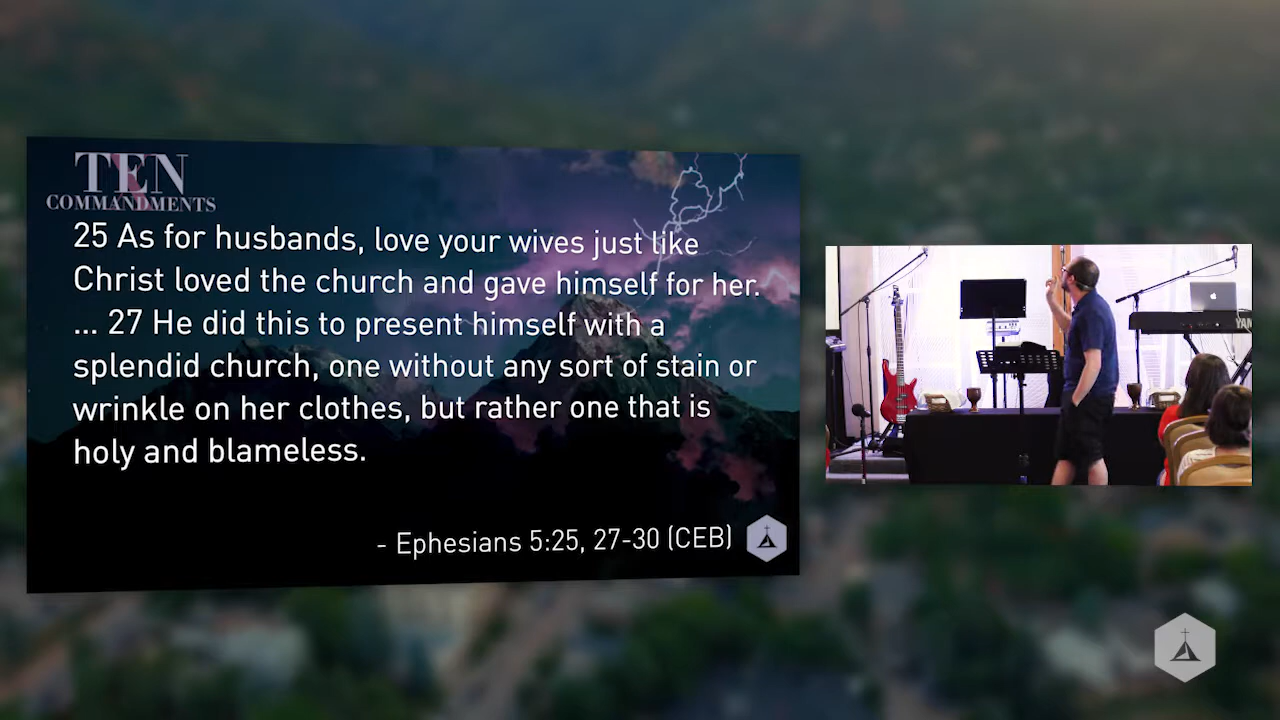 TEN
COMMANDMENTS
25 As for husbands, love your wives just like
Christ loved the church and gave himself for her.
... 27 He did this to present himself with a
splendid church, one without any sort of stain or
wrinkle on her clothes, but rather one that is
holy and blameless.
- Ephesians 5:25, 27-30 (CEB)
YAM